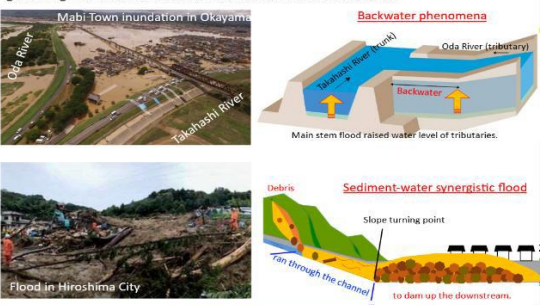 Mabi Town inundation in Okayama
Oda River
Takahashi River
Backwater phenomena
Oda River (tributary)
Takahashi River (trunk)
Backwater
Main stem flood raised water level of tributaries.
Flood in Hiroshima City
Debris
Sediment-water synergistic flood
Slope turning point
ran through the channel
to dam up the downstream.